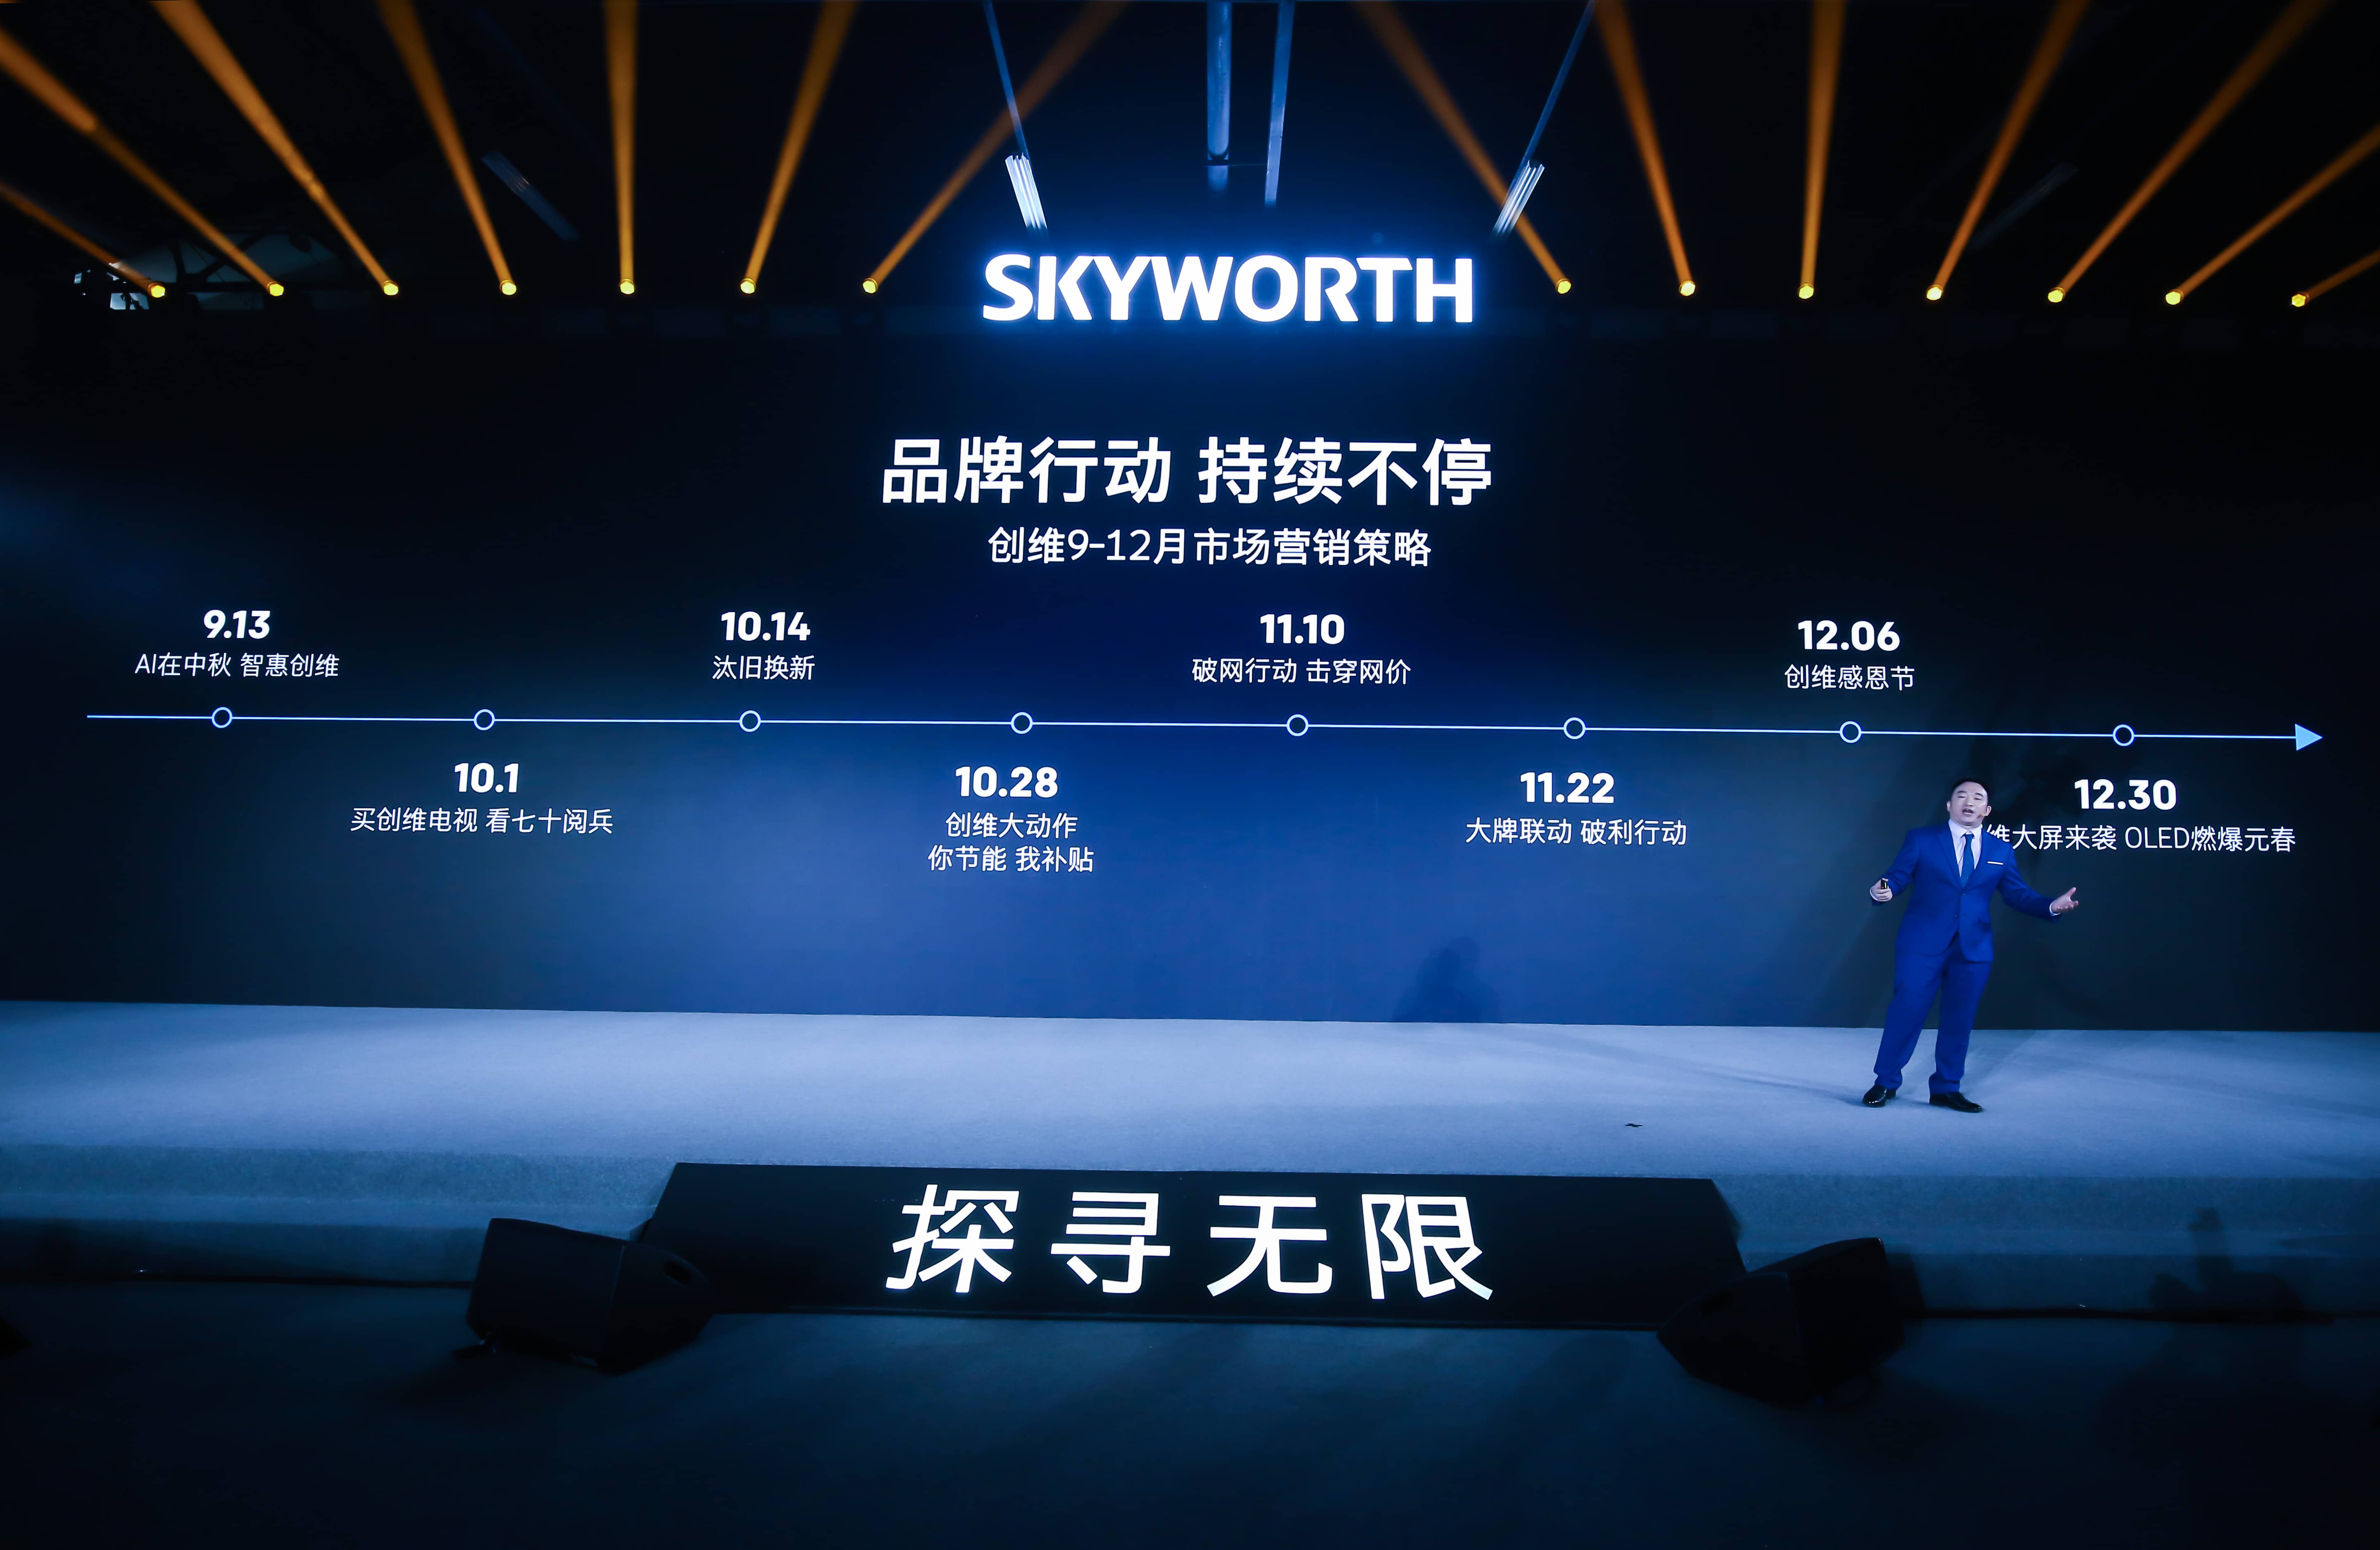 SKYWORTH
品牌行动 持续不停
创维9-12月市场营销策略
9.13
AI在中秋 智惠创维
10.1
买创维电视 看七十阅兵
10.14
汰旧换新
10.28
创维大动作
你节能 我补贴
11.10
破网行动 击穿网价
11.22
大牌联动 破利行动
12.06
创维感恩节
12.30
维大屏来袭 OLED燃爆元春
探寻无限